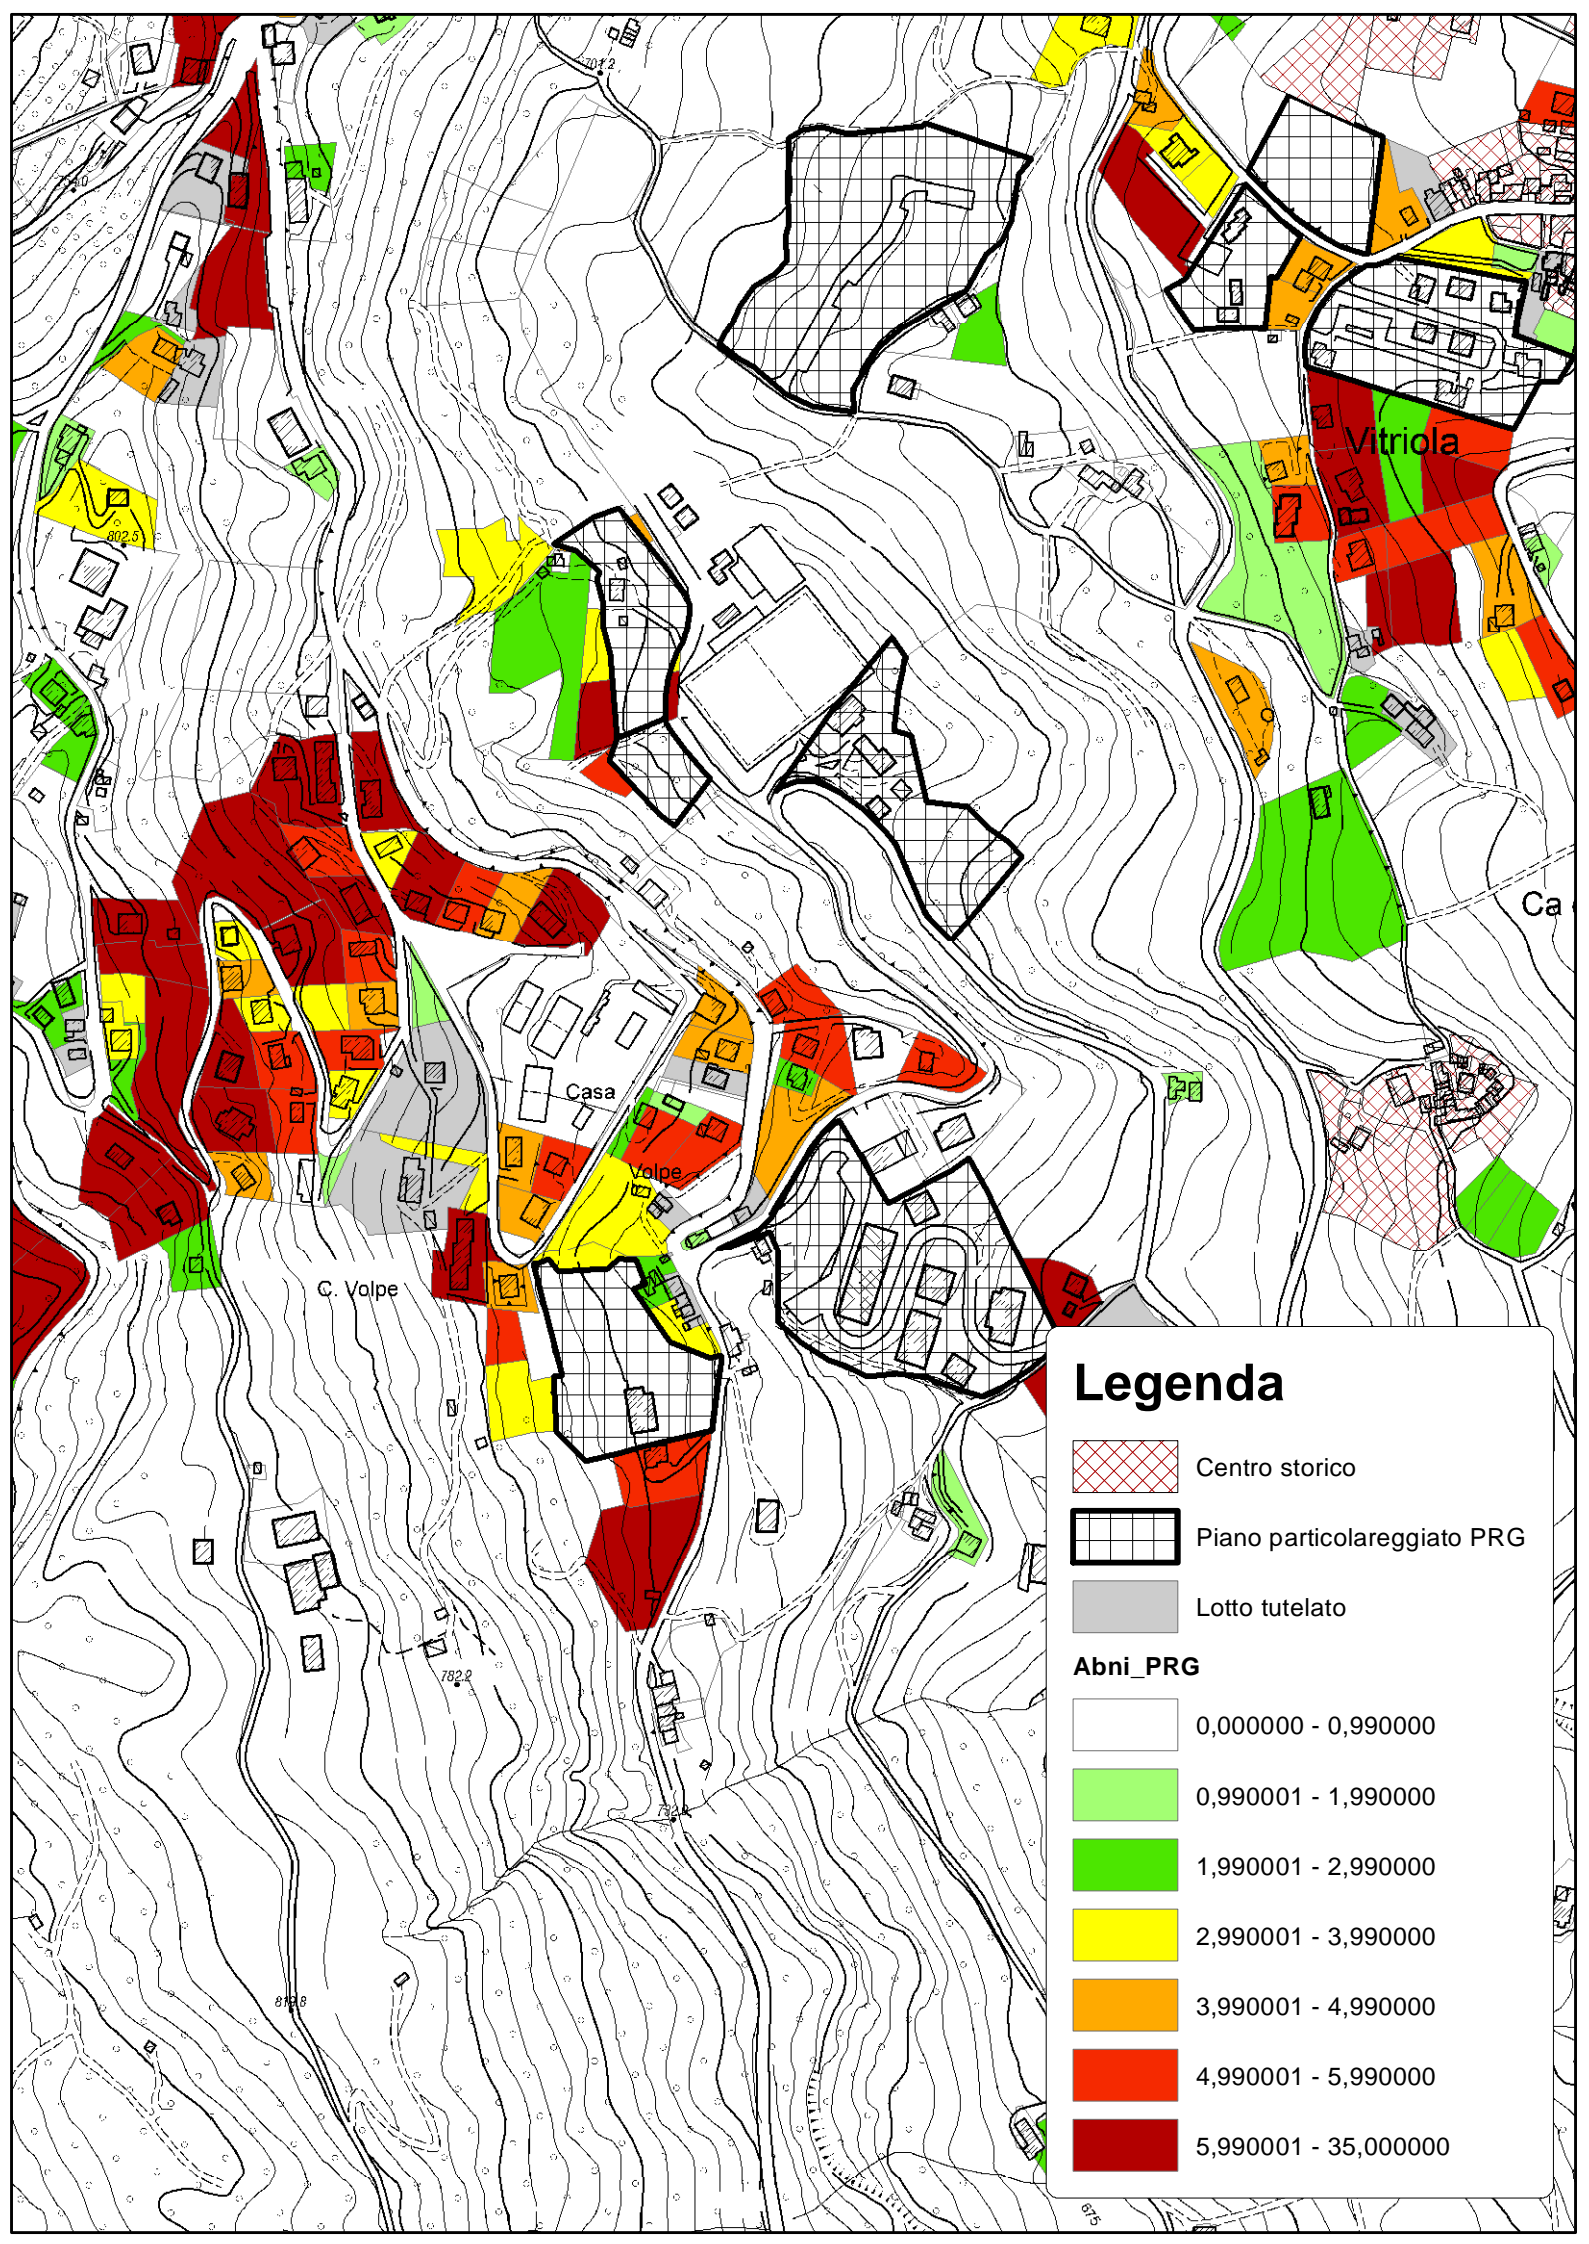 701.2
Vitriola
802.5
Ca
Casa
Volpe
C. Volpe
782.2
819.8
675
Legenda
Centro storico
Piano particolareggiato PRG
Lotto tutelato
Abni_PRG
0,000000 - 0,990000
0,990001 - 1,990000
1,990001 - 2,990000
2,990001 - 3,990000
3,990001 - 4,990000
4,990001 - 5,990000
5,990001 - 35,000000